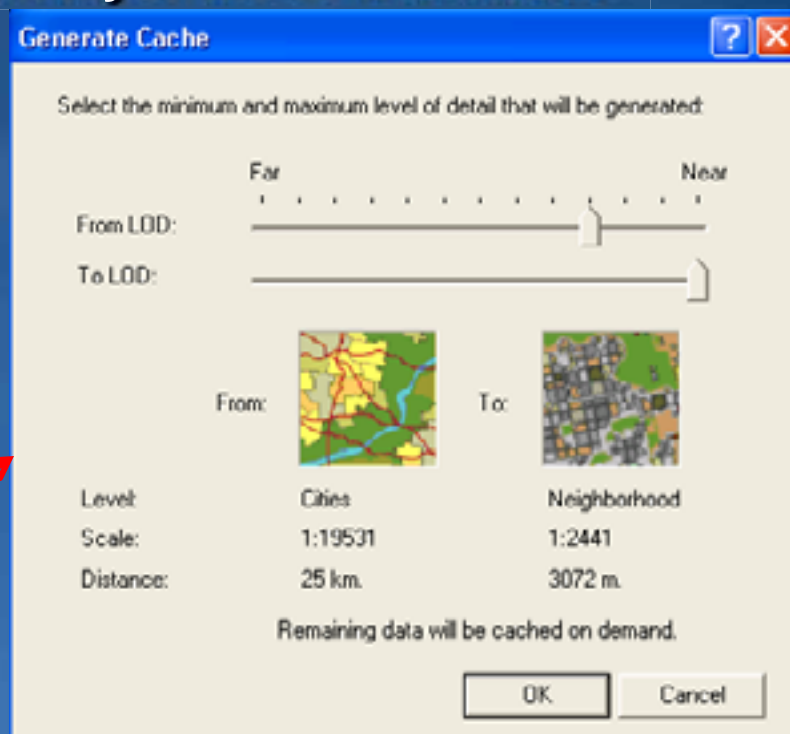 Generate Cache
Select the minimum and maximum level of detail that will be generated:
Far Near
From LOD:
To LOD:
From: To:
Level: Cities Neighborhood
Scale: 1:19531 1:2441
Distance: 25 km. 3072 m.
Remaining data will be cached on demand.
OK Cancel